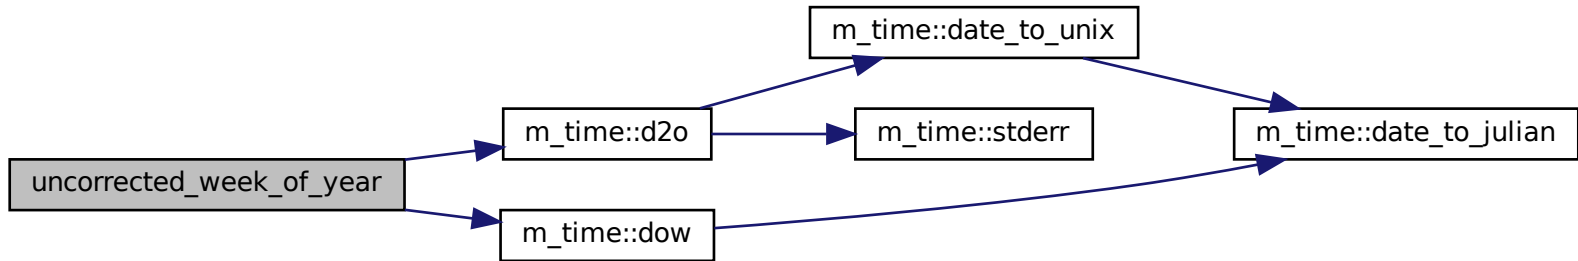 m_time::date_to_unix
m_time::d2o
m_time::stderr
m_time::date_to_julian
uncorrected_week_of_year
m_time::dow